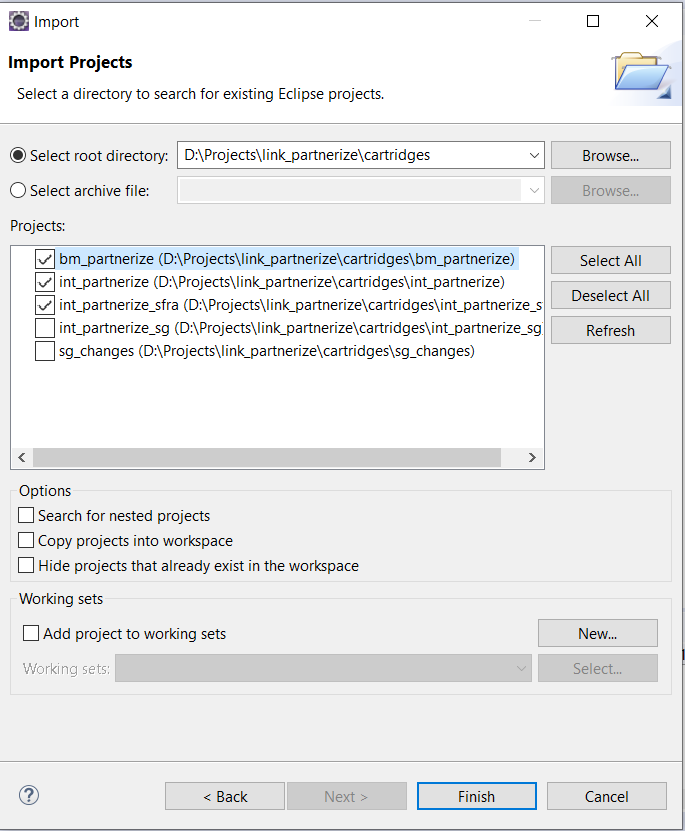 Import
Import Projects
Select a directory to search for existing Eclipse projects.
Select root directory: D:\Projects\link_partnerize\cartridges Browse...
Select archive file: Browse...
Projects:
bm_partnerize (D:\Projects\link_partnerize\cartridges\bm_partnerize) Select All
int_partnerize (D:\Projects\link_partnerize\cartridges\int_partnerize)
Deselect All
int_partnerize_sfra (D:\Projects\link_partnerize\cartridges\int_partnerize_s
int_partnerize_sg (D:\Projects\link_partnerize\cartridges\int_partnerize_sg Refresh
sg_changes (D:\Projects\link_partnerize\cartridges\sg_changes)
Options
Search for nested projects
Copy projects into workspace
Hide projects that already exist in the workspace
Working sets
Add project to working sets New...
Working sets: Select...
? < Back Next > Finish Cancel